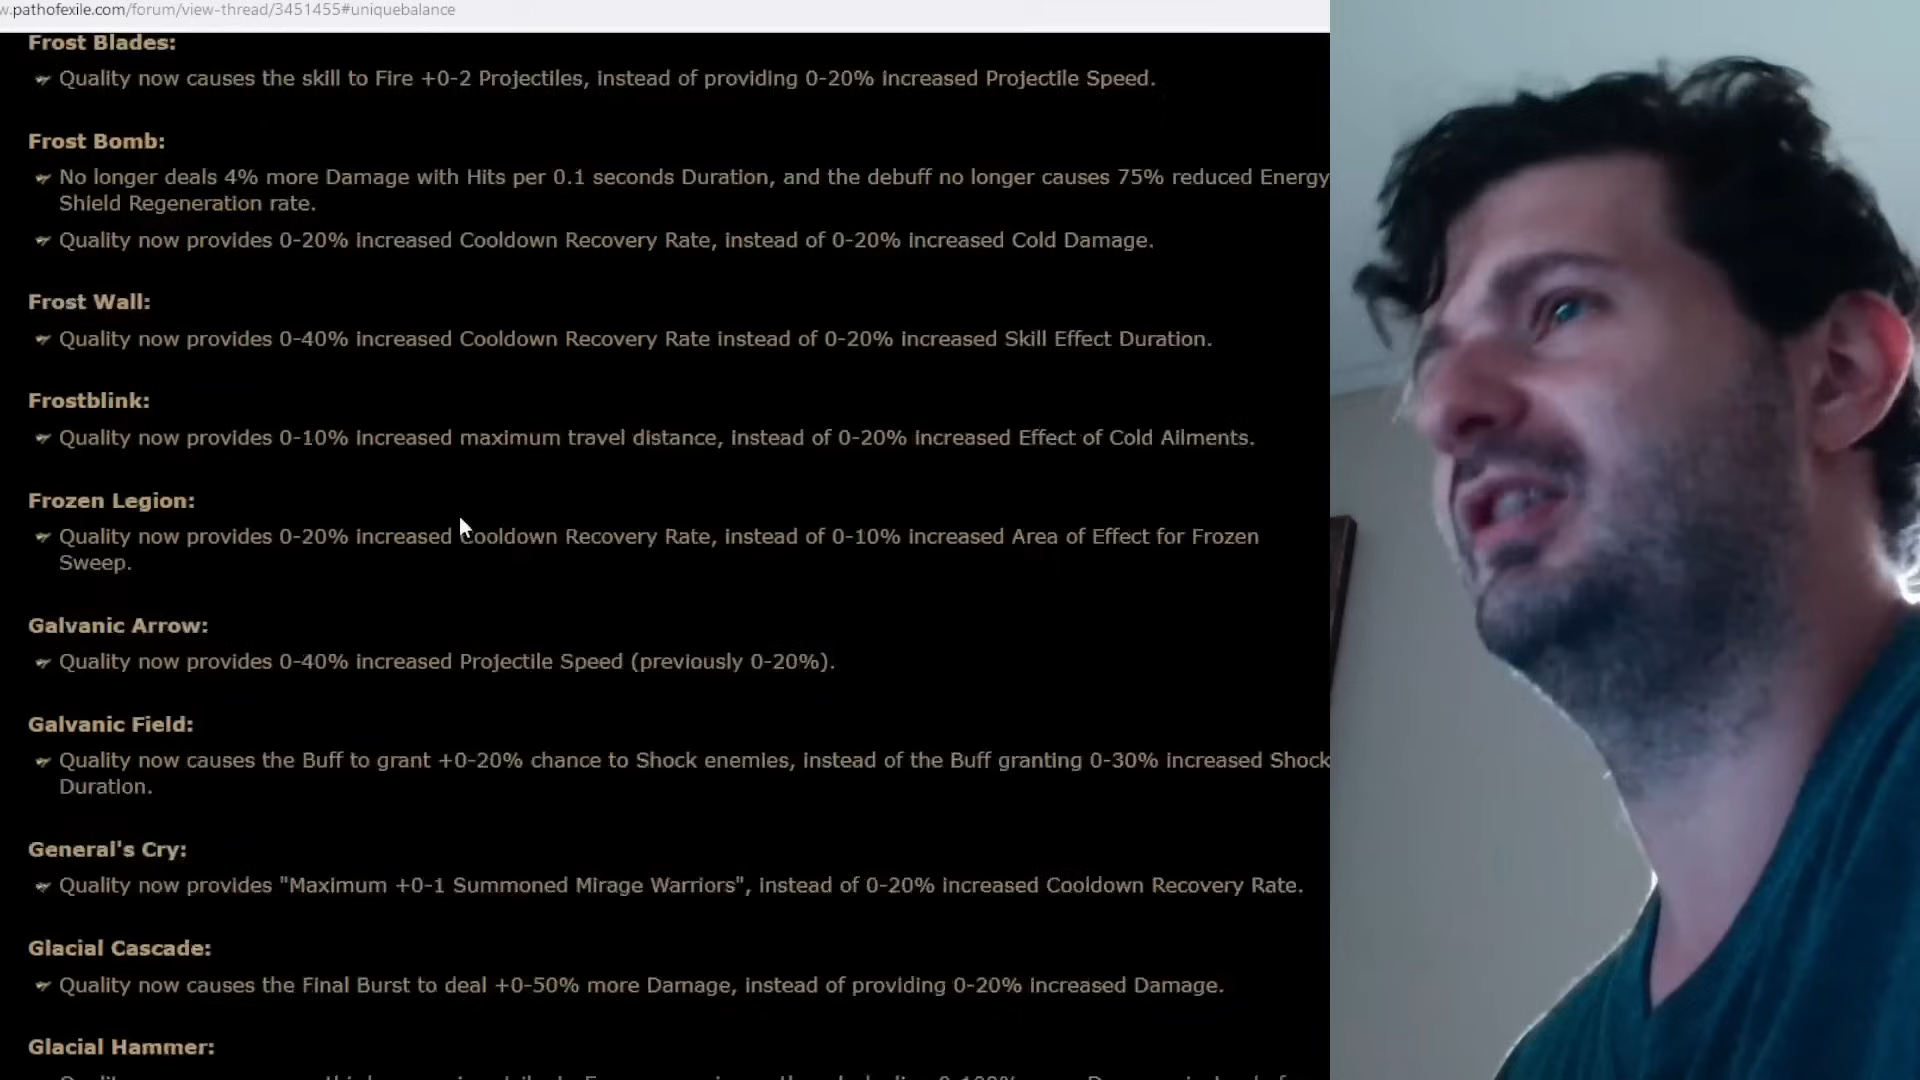 w.pathofexile.com/forum/view-thread/3451455#uniquebalance
Frost Blades:
Quality now causes the skill to Fire +0-2 Projectiles, instead of providing 0-20% increased Projectile Speed.
Frost Bomb:
No longer deals 4% more Damage with Hits per 0.1 seconds Duration, and the debuff no longer causes 75% reduced Energy
Shield Regeneration rate.
Quality now provides 0-20% increased Cooldown Recovery Rate, instead of 0-20% increased Cold Damage.
Frost Wall:
Quality now provides 0-40% increased Cooldown Recovery Rate instead of 0-20% increased Skill Effect Duration.
Frostblink:
Quality now provides 0-10% increased maximum travel distance, instead of 0-20% increased Effect of Cold Ailments.
Frozen Legion:
Quality now provides 0-20% increased Cooldown Recovery Rate, instead of 0-10% increased Area of Effect for Frozen
Sweep.
Galvanic Arrow:
Quality now provides 0-40% increased Projectile Speed (previously 0-20%).
Galvanic Field:
Quality now causes the Buff to grant +0-20% chance to Shock enemies, instead of the Buff granting 0-30% increased Shock
Duration.
General's Cry:
Quality now provides "Maximum +0-1 Summoned Mirage Warriors", instead of 0-20% increased Cooldown Recovery Rate.
Glacial Cascade:
Quality now causes the Final Burst to deal +0-50% more Damage, instead of providing 0-20% increased Damage.
Glacial Hammer: